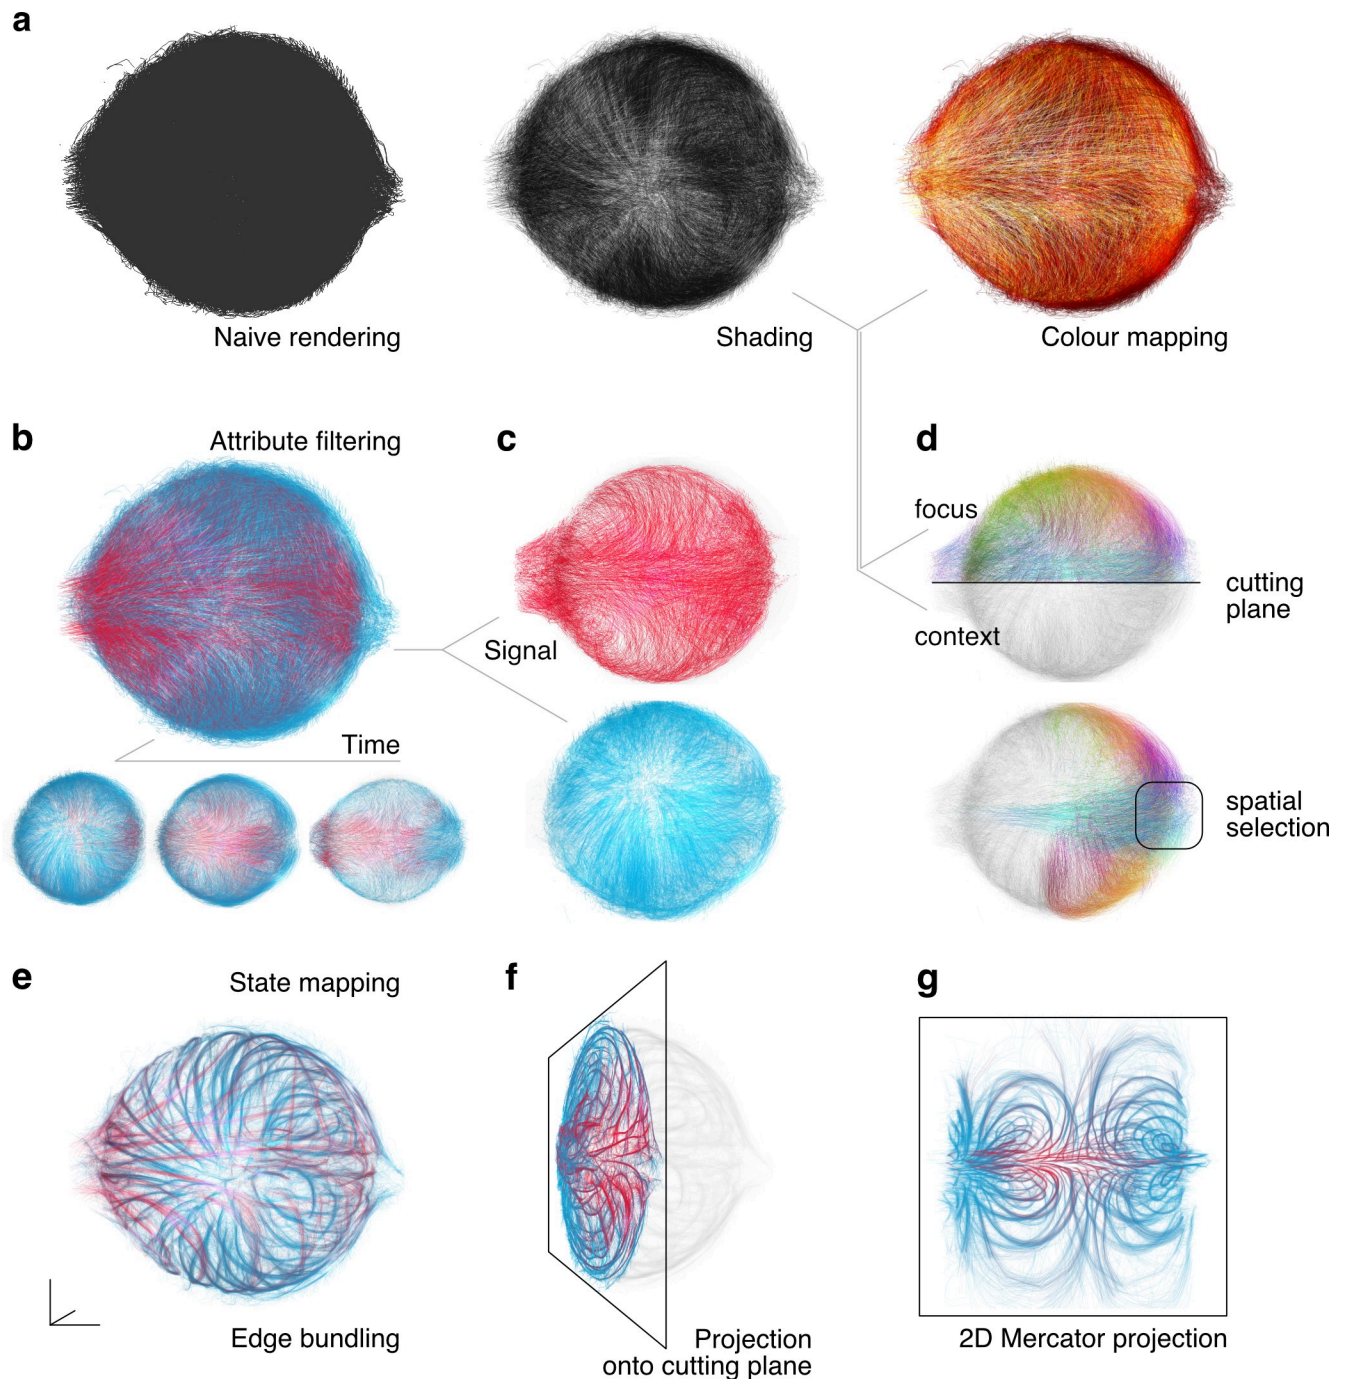 a
Naive rendering
Shading
Colour mapping
b
Attribute filtering
c
d
focus
cutting
plane
context
Signal
Time
spatial
selection
e
State mapping
f
g
Edge bundling
Projection
onto cutting plane
2D Mercator projection